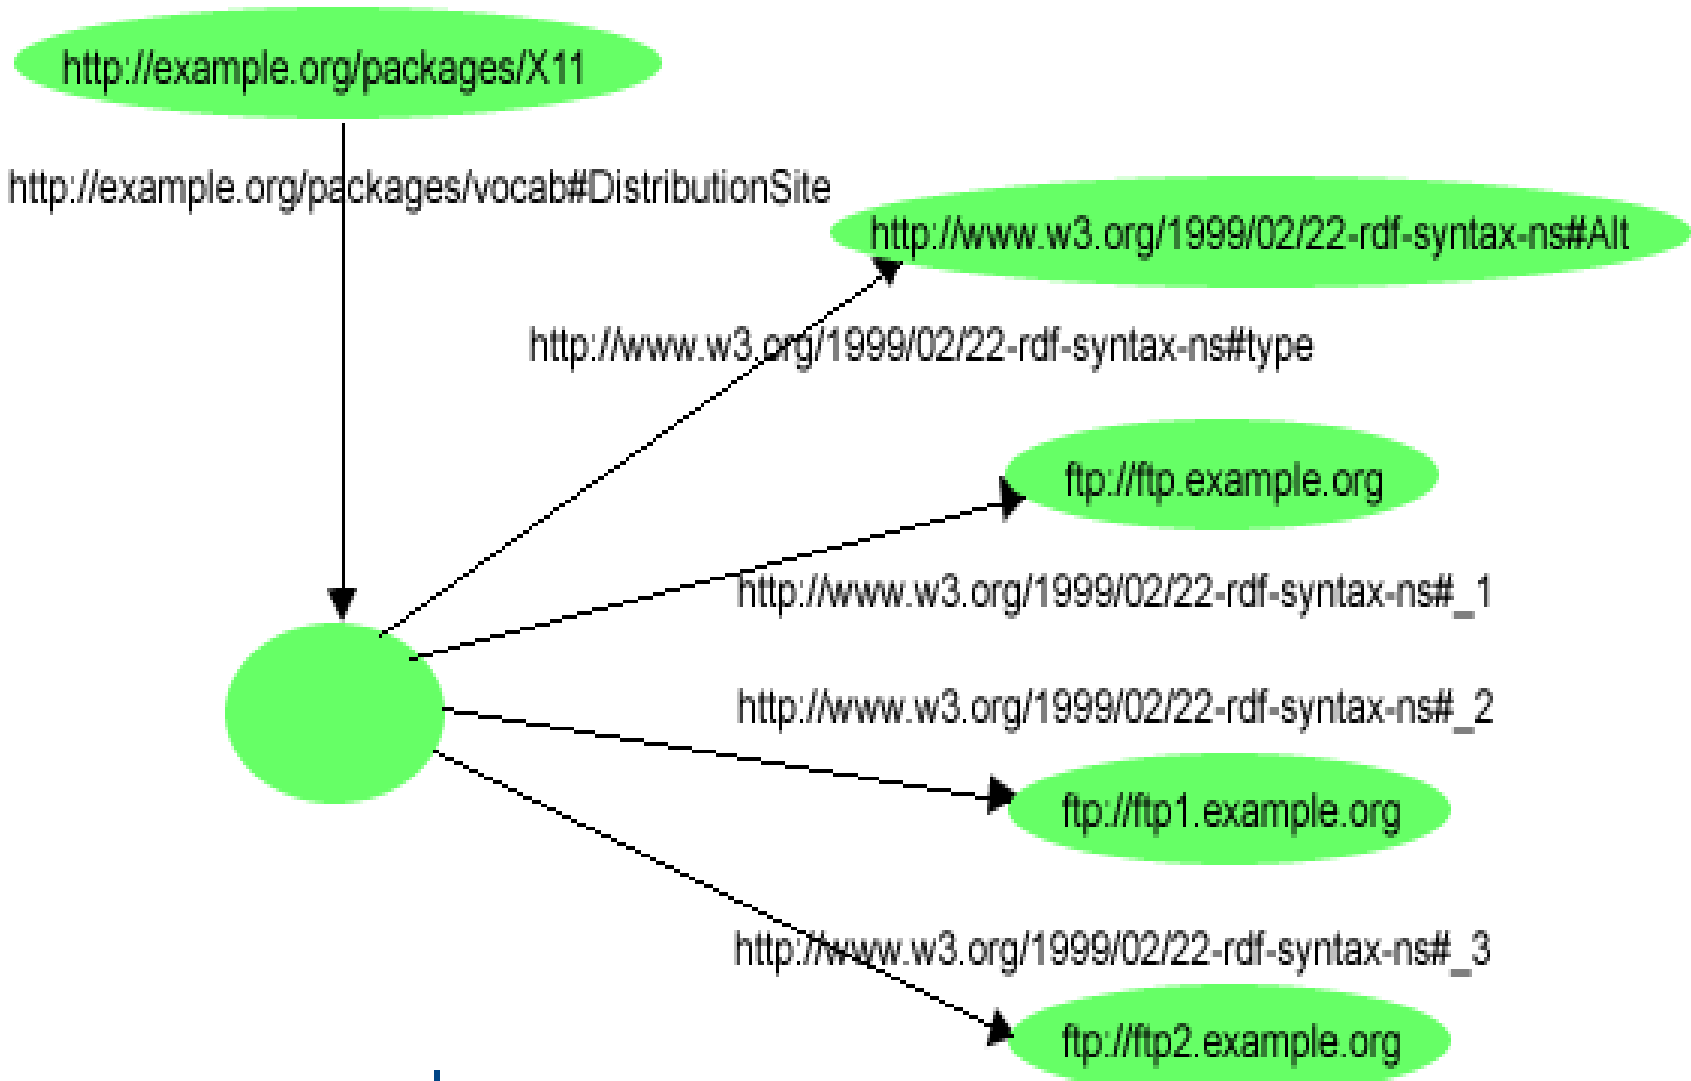 http://example.org/packages/X11
http://example.org/packages/vocab#DistributionSite
http://www.w3.org/1999/02/22-rdf-syntax-ns#Alt
http://www.w3.org/1999/02/22-rdf-syntax-ns#type
ftp://ftp.example.org
http://www.w3.org/1999/02/22-rdf-syntax-ns#_1
http://www.w3.org/1999/02/22-rdf-syntax-ns#_2
ftp://ftp1.example.org
http://www.w3.org/1999/02/22-rdf-syntax-ns#_3
ftp://ftp2.example.org